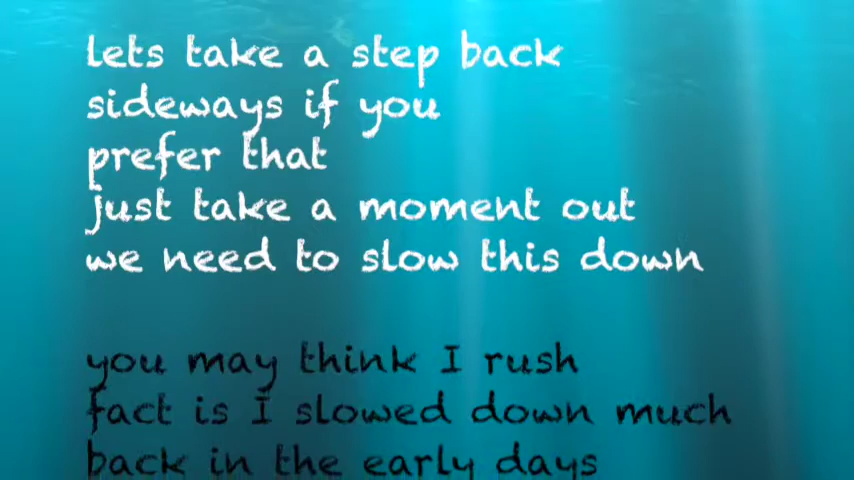 lets take a step back
sideways if you
prefer that
just take a moment out
we need to slow this down
you may think I rush
fact is I slowed down much
back in the early days